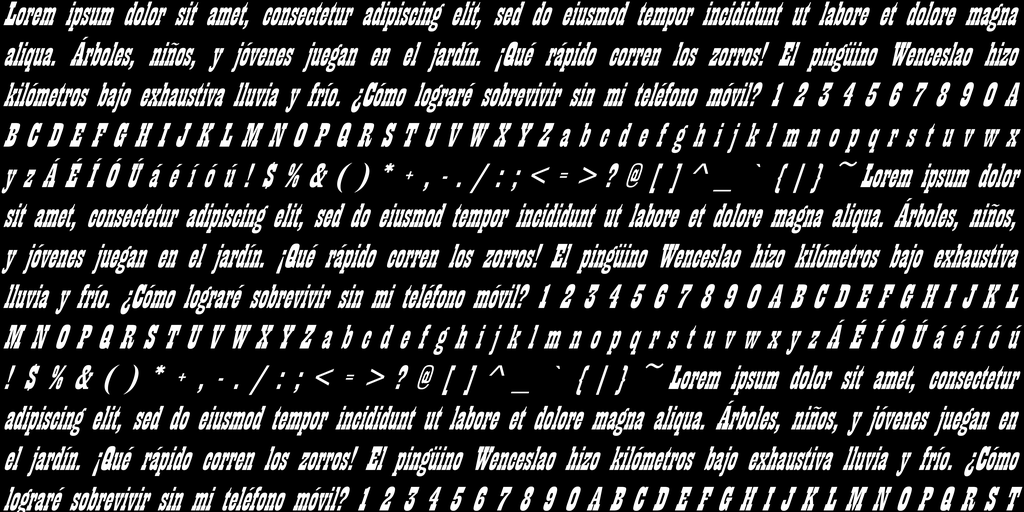 Lorem ipsum dolor sit amet, consectetur adipiscing elit, sed do eiusmod tempor incididunt ut labore et dolore magna
aliqua. Árboles, niños, y jóvenes juegan en el jardín. ¡Qué rápido corren los zorros! El pingüino Wenceslao hizo
kilómetros bajo exhaustiva lluvia y frío. ¿Cómo lograré sobrevivir sin mi teléfono móvil? 1 2 3 4 5 6 7 8 9 0 A
B C D E F G H I J K L M N O P Q R S T U V W X Y Z a b c d e f g h i j k l m n o p q r s t u v w x
y z Á É Í Ó Ú á é í ó ú ! $ % & ( ) * + , - . / : ; < = > ? @ [ ] ^ _ ` { | } ~ Lorem ipsum dolor
sit amet, consectetur adipiscing elit, sed do eiusmod tempor incididunt ut labore et dolore magna aliqua. Árboles, niños,
y jóvenes juegan en el jardín. ¡Qué rápido corren los zorros! El pingüino Wenceslao hizo kilómetros bajo exhaustiva
lluvia y frío. ¿Cómo lograré sobrevivir sin mi teléfono móvil? 1 2 3 4 5 6 7 8 9 0 A B C D E F G H I J K L
M N O P Q R S T U V W X Y Z a b c d e f g h i j k l m n o p q r s t u v w x y z Á É Í Ó Ú á é í ó ú
! $ % & ( ) * + , - . / : ; < = > ? @ [ ] ^ _ ` { | } ~ Lorem ipsum dolor sit amet, consectetur
adipiscing elit, sed do eiusmod tempor incididunt ut labore et dolore magna aliqua. Árboles, niños, y jóvenes juegan en
el jardín. ¡Qué rápido corren los zorros! El pingüino Wenceslao hizo kilómetros bajo exhaustiva lluvia y frío. ¿Cómo
lograré sobrevivir sin mi teléfono móvil? 1 2 3 4 5 6 7 8 9 0 A B C D E F G H I J K L M N O P Q R S T